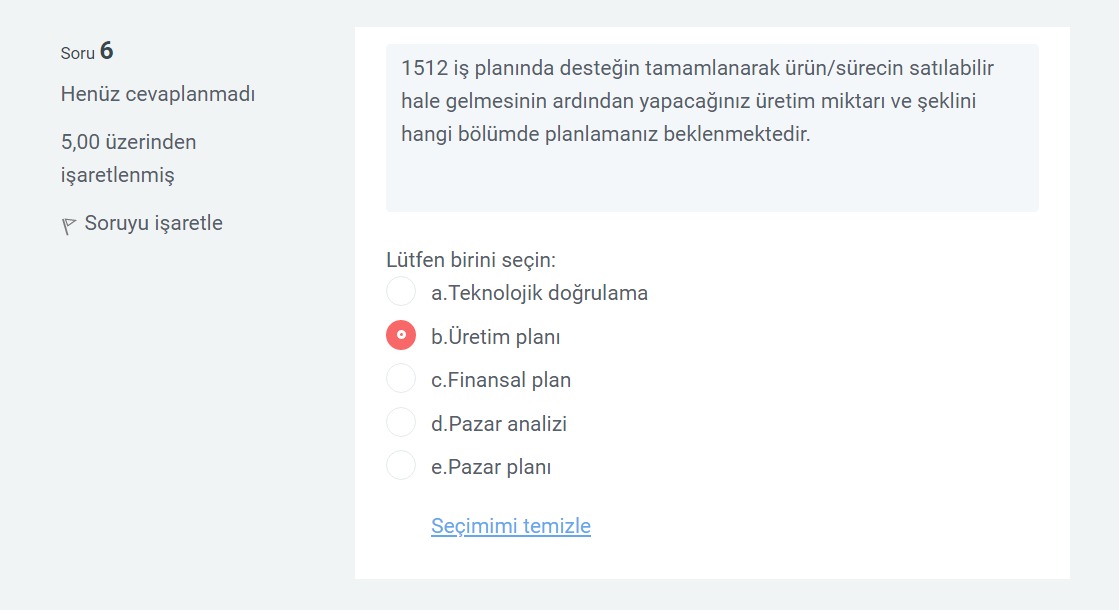 Soru 6
Henüz cevaplanmadı
5,00 üzerinden
işaretlenmiş
Soruyu işaretle
1512 iş planında desteğin tamamlanarak ürün/sürecin satılabilir
hale gelmesinin ardından yapacağınız üretim miktarı ve şeklini
hangi bölümde planlamanız beklenmektedir.
Lütfen birini seçin:
a.Teknolojik doğrulama
b.Üretim planı
c.Finansal plan
d.Pazar analizi
e.Pazar planı
Seçimimi temizle